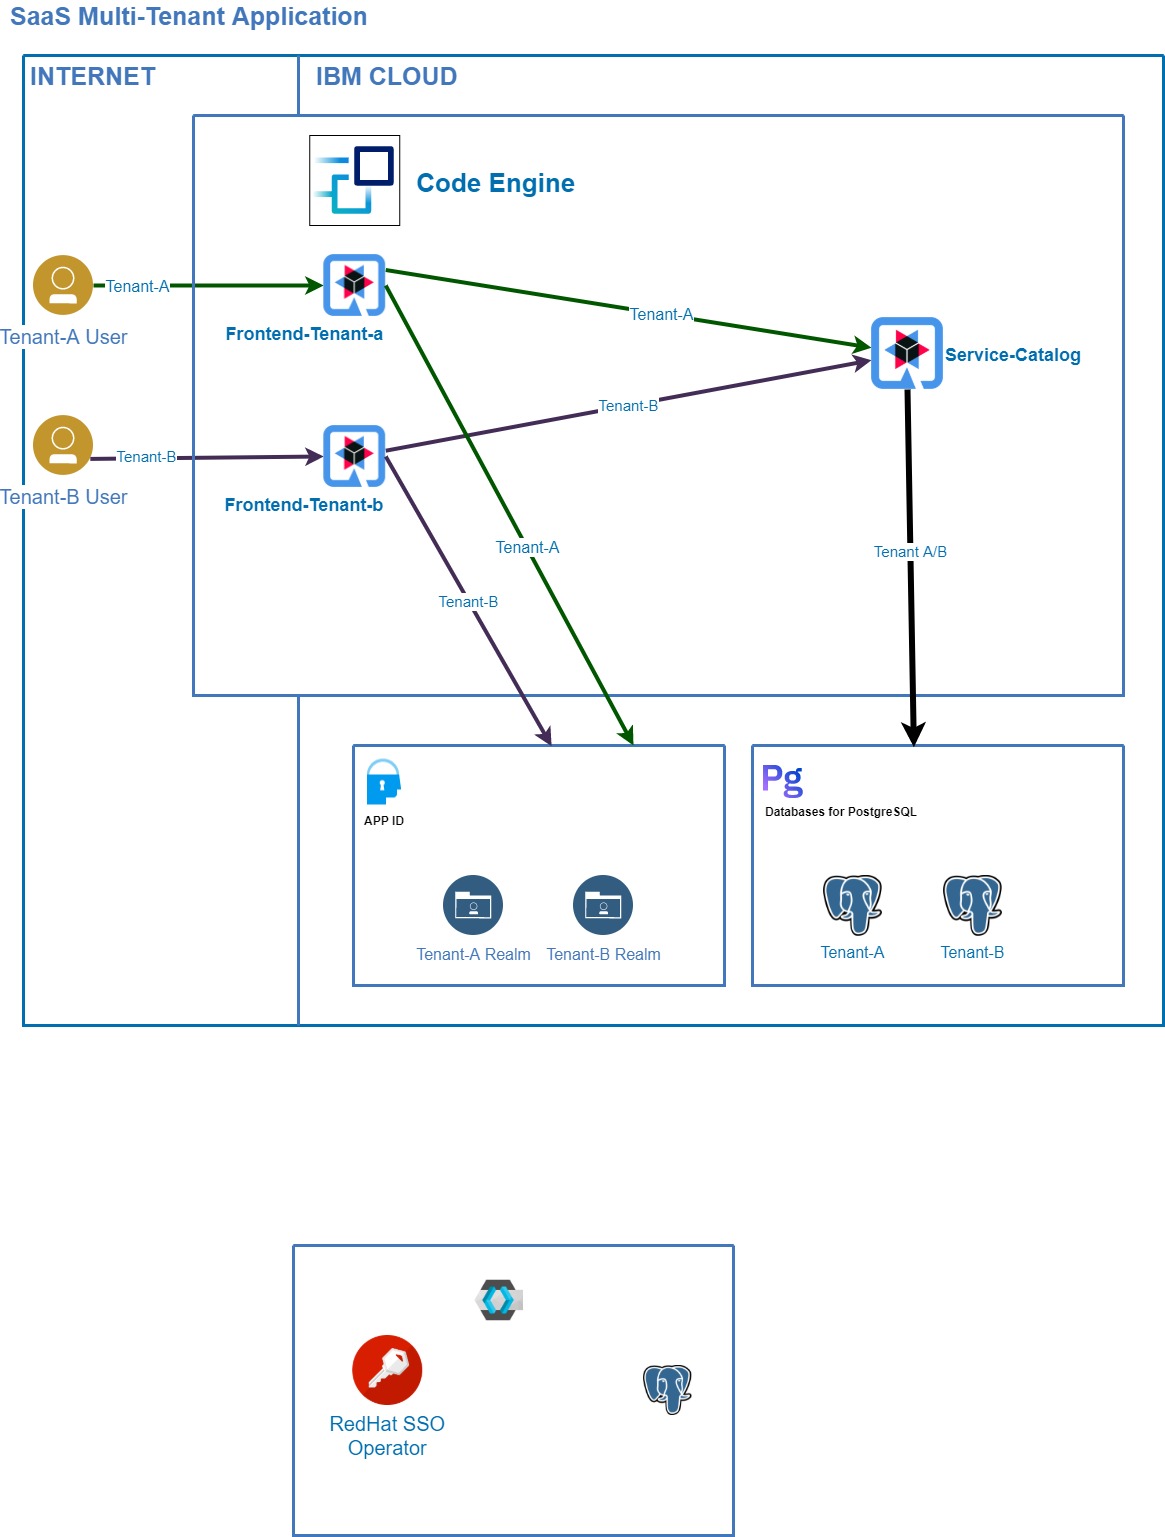 SaaS Multi-Tenant Application
INTERNET
IBM CLOUD
Code Engine
Tenant-A
Tenant-A User
Frontend-Tenant-a
Tenant-A
Service-Catalog
Tenant-B
Tenant-B
Tenant-B User
Frontend-Tenant-b
Tenant-A
Tenant A/B
Tenant-B
APP ID
Tenant-A Realm
Tenant-B Realm
Pg
Databases for PostgreSQL
Tenant-A
Tenant-B
RedHat SSO
Operator